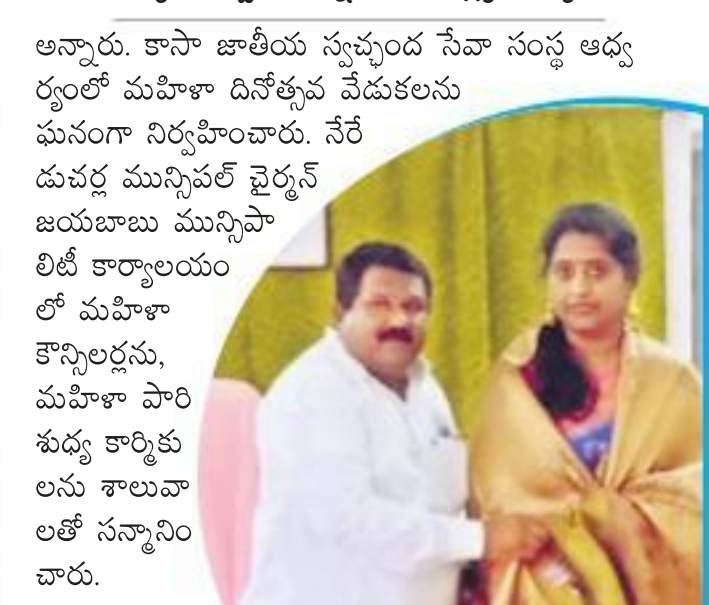 అన్నారు. కాసా జాతీయ స్వచ్ఛంద సేవా సంస్థ ఆధ్వ
ర్యంలో మహిళా దినోత్సవ వేడుకలను
ఘనంగా నిర్వహించారు. నేరే
డుచర్ల మున్సిపల్ చైర్మన్
జయబాబు మున్సిపా
లిటీ కార్యాలయం
లో మహిళా
కౌన్సిలర్లను,
మహిళా పారి
శుధ్య కార్మికు
లను శాలువా
లతో సన్మానిం
చారు.